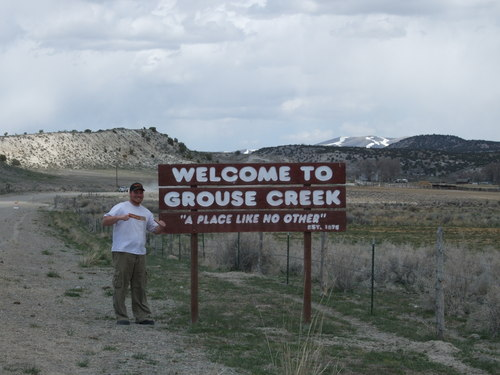 WELCOME TO
GROUSE CREEK
"A PLACE LIKE NO OTHER"
EST. 1876